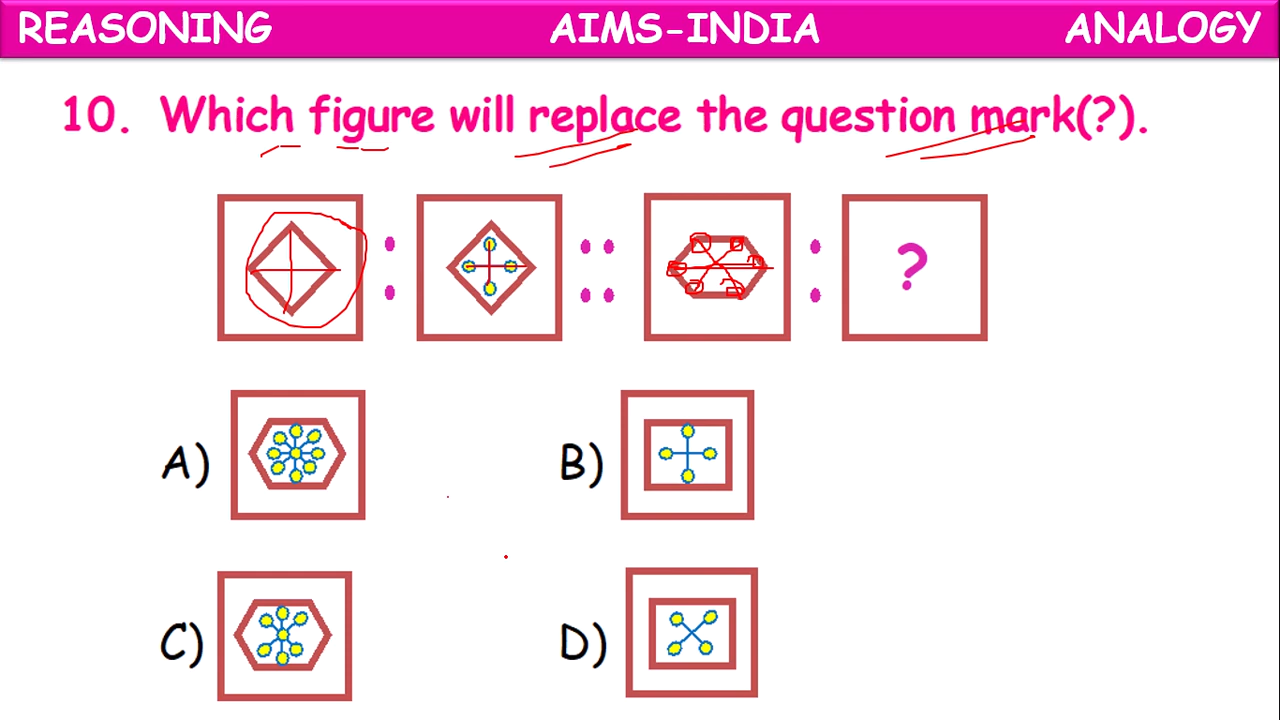 REASONING AIMS-INDIA ANALOGY
10. Which figure will replace the question mark(?).
?
A) B)
C) D)